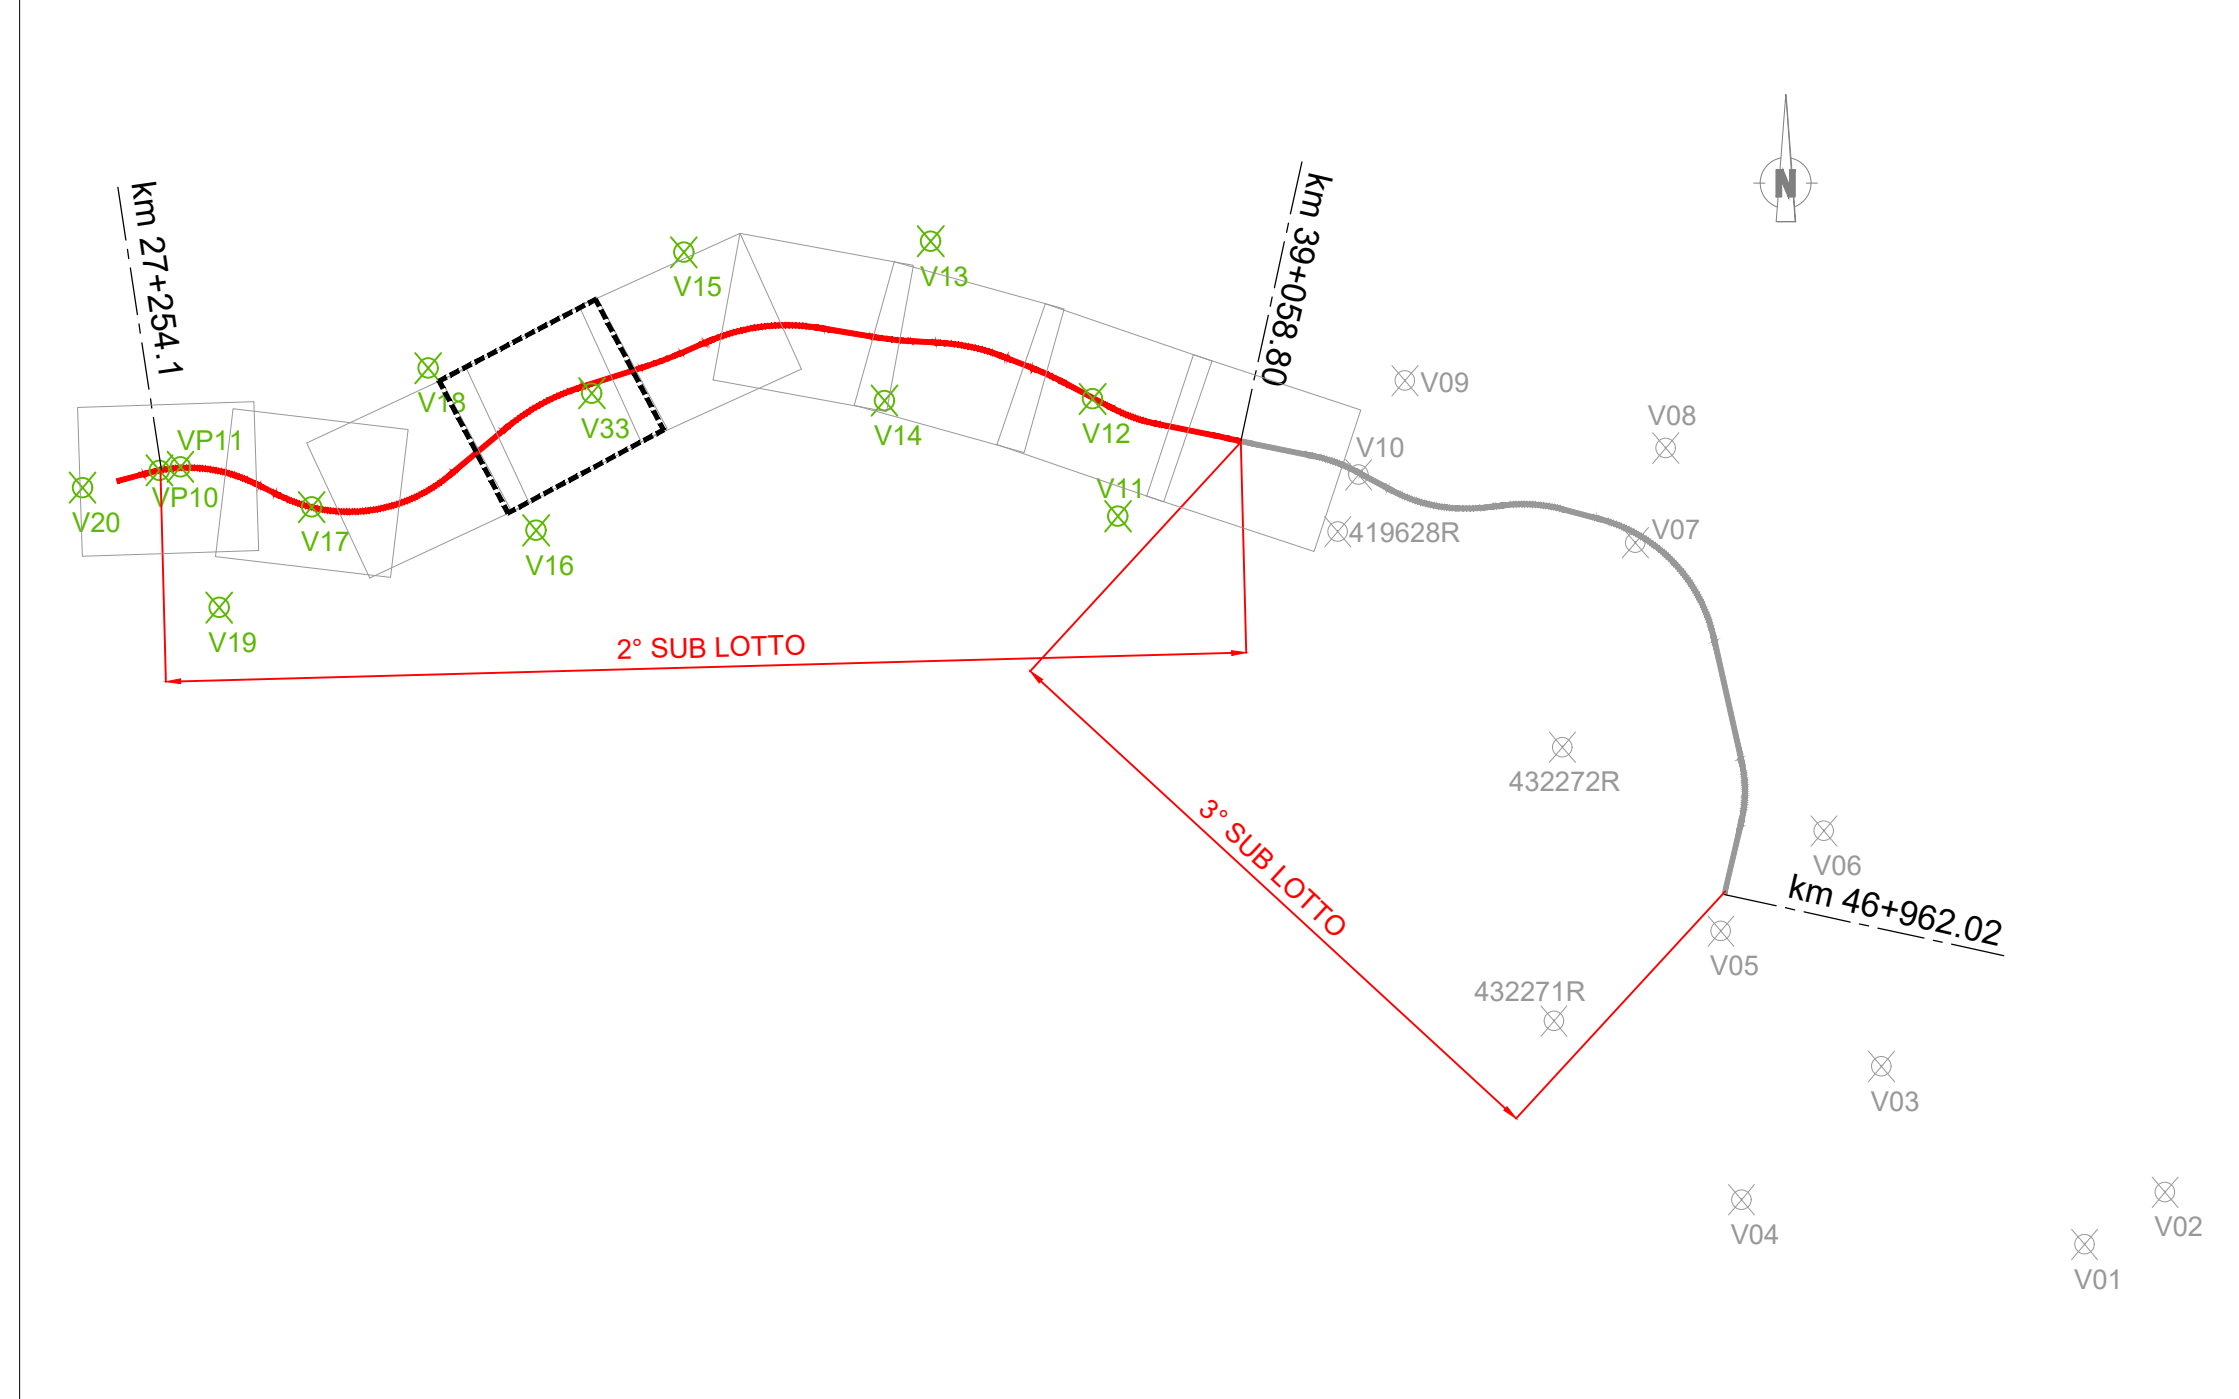 km 27+254.1
km 39+058.80
N
V15
V13
V18
V33
V14
V12
V09
V08
V10
VP11
VP10
V20
V17
V16
V11
419628R
V07
V19
2° SUB LOTTO
432272R
3° SUB LOTTO
V06
km 46+962.02
V05
432271R
V03
V04
V02
V01